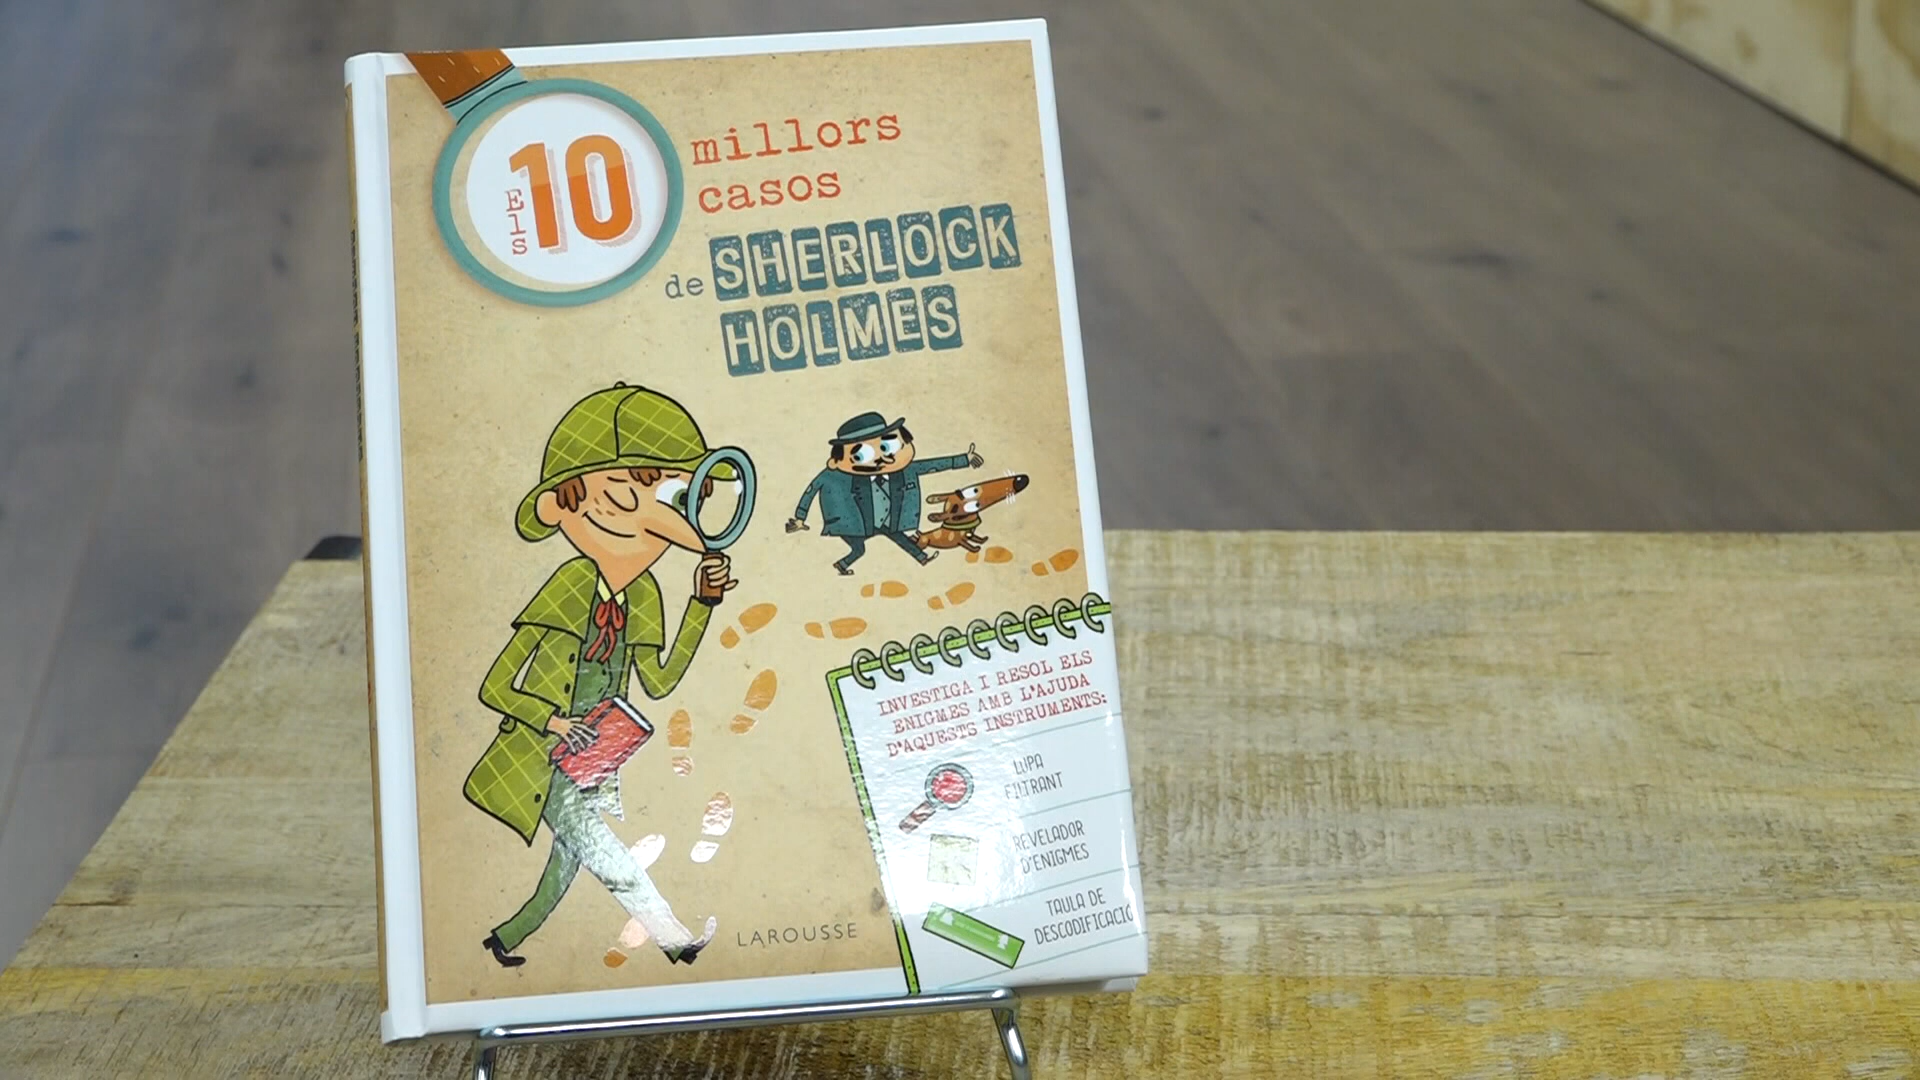 Els 10
millors
casos
de SHERLOCK
HOLMES
INVESTIGA I RESOL ELS
ENIGMES AMB L'AJUDA
D'AQUESTS INSTRUMENTS:
LUPA
FILTRANT
REVELADOR
D'ENIGMES
TAULA DE
DESCODIFICACIÓ
LAROUSSE